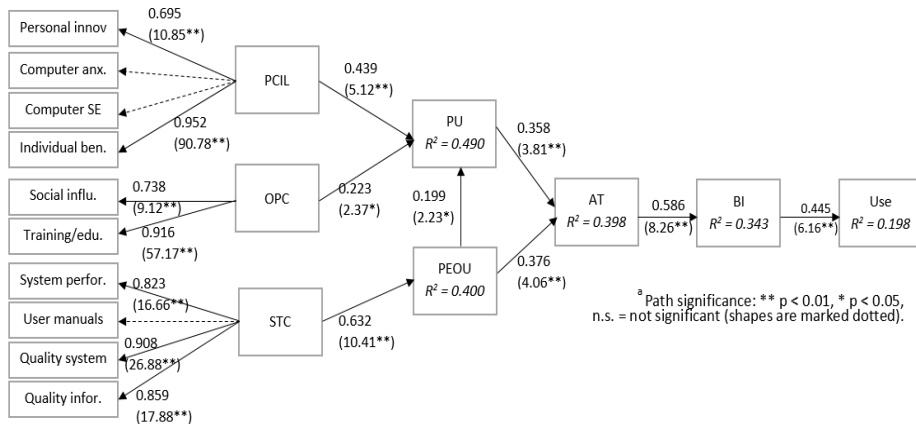 Personal innov
Computer anx.
Computer SE
Individual ben.
0.695
(10.85**)
0.952
(90.78**)
PCIL
0.439
(5.12**)
Social influ.
Training/edu.
0.738
(9.12**)
0.916
(57.17**)
OPC
0.223
(2.37*)
System perfor.
User manuals
Quality system
Quality infor.
0.823
(16.66**)
0.908
(26.88**)
0.859
(17.88**)
STC
0.632
(10.41**)
PU
R² = 0.490
0.199
(2.23*)
PEOU
R² = 0.400
0.358
(3.81**)
0.376
(4.06**)
AT
R² = 0.398
0.586
(8.26**)
BI
R² = 0.343
0.445
(6.16**)
Use
R² = 0.198
a Path significance: ** p < 0.01, * p < 0.05,
n.s. = not significant (shapes are marked dotted).